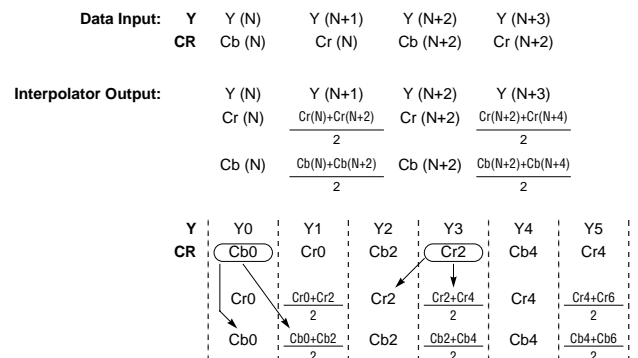 Data Input: Y Y (N) Y (N+1) Y (N+2) Y (N+3)
CR Cb (N) Cr (N) Cb (N+2) Cr (N+2)
Interpolator Output: Y (N) Y (N+1) Y (N+2) Y (N+3)
Cr (N) Cr(N)+Cr(N+2) Cr (N+2) Cr(N+2)+Cr(N+4)
2 2
Cb (N) Cb(N)+Cb(N+2) Cb (N+2) Cb(N+2)+Cb(N+4)
2 2
Y Y0 Y1 Y2 Y3 Y4 Y5
CR Cb0 Cr0 Cb2 Cr2 Cb4 Cr4
Cr0 Cr0+Cr2 Cr2 Cr2+Cr4 Cr4 Cr4+Cr6
2 2 2
Cb0 Cb0+Cb2 Cb2 Cb2+Cb4 Cb4 Cb4+Cb6
2 2 2